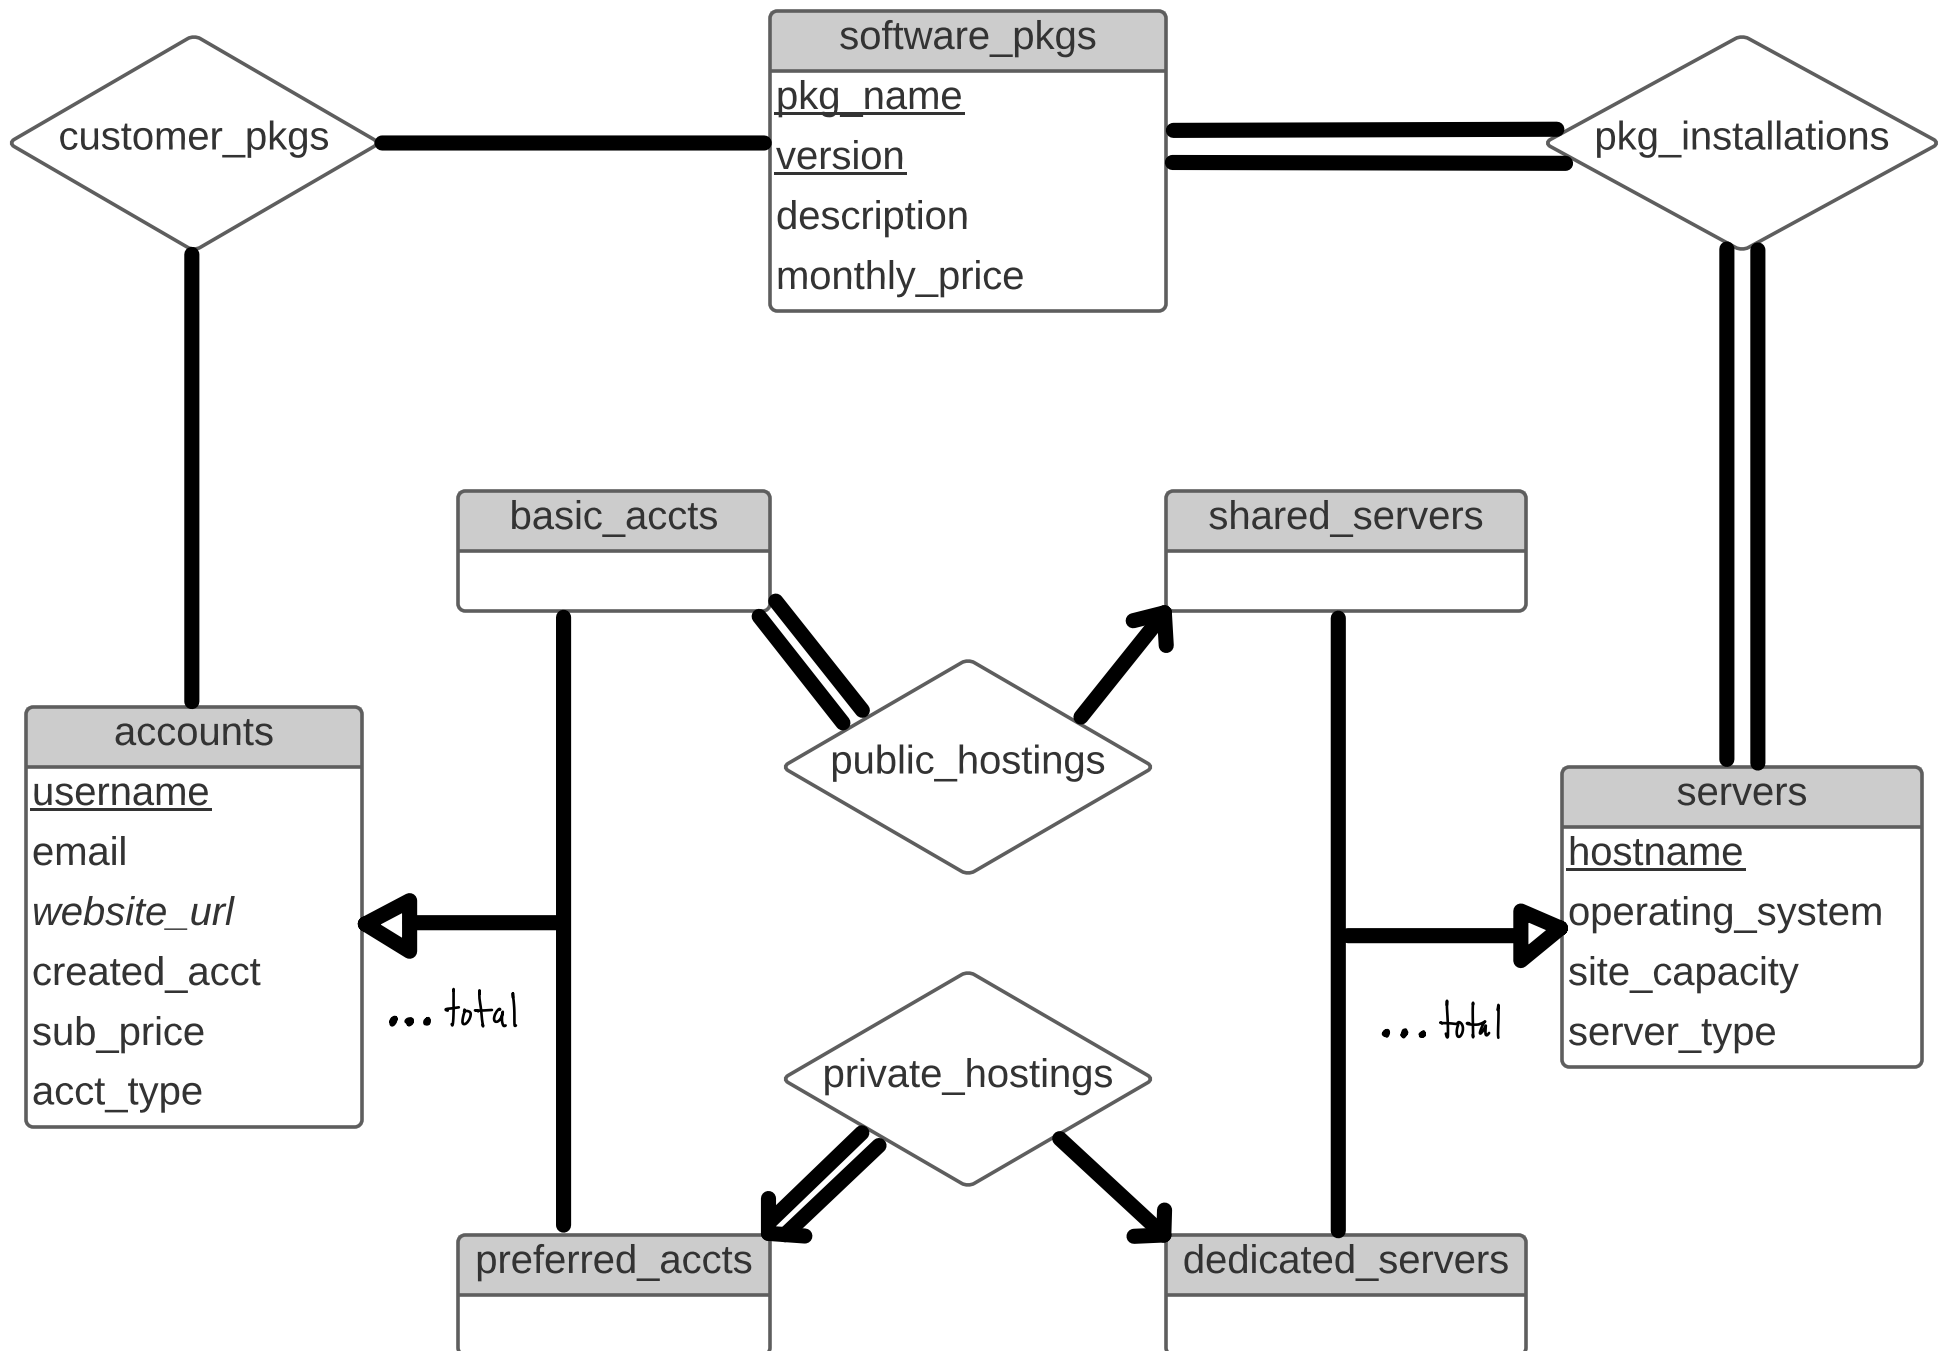 software_pkgs
pkg_name
version
description
monthly_price
customer_pkgs
pkg_installations
basic_accts
shared_servers
public_hostings
accounts
username
email
website_url
created_acct
sub_price
acct_type
... total
servers
hostname
operating_system
site_capacity
server_type
... total
private_hostings
preferred_accts
dedicated_servers